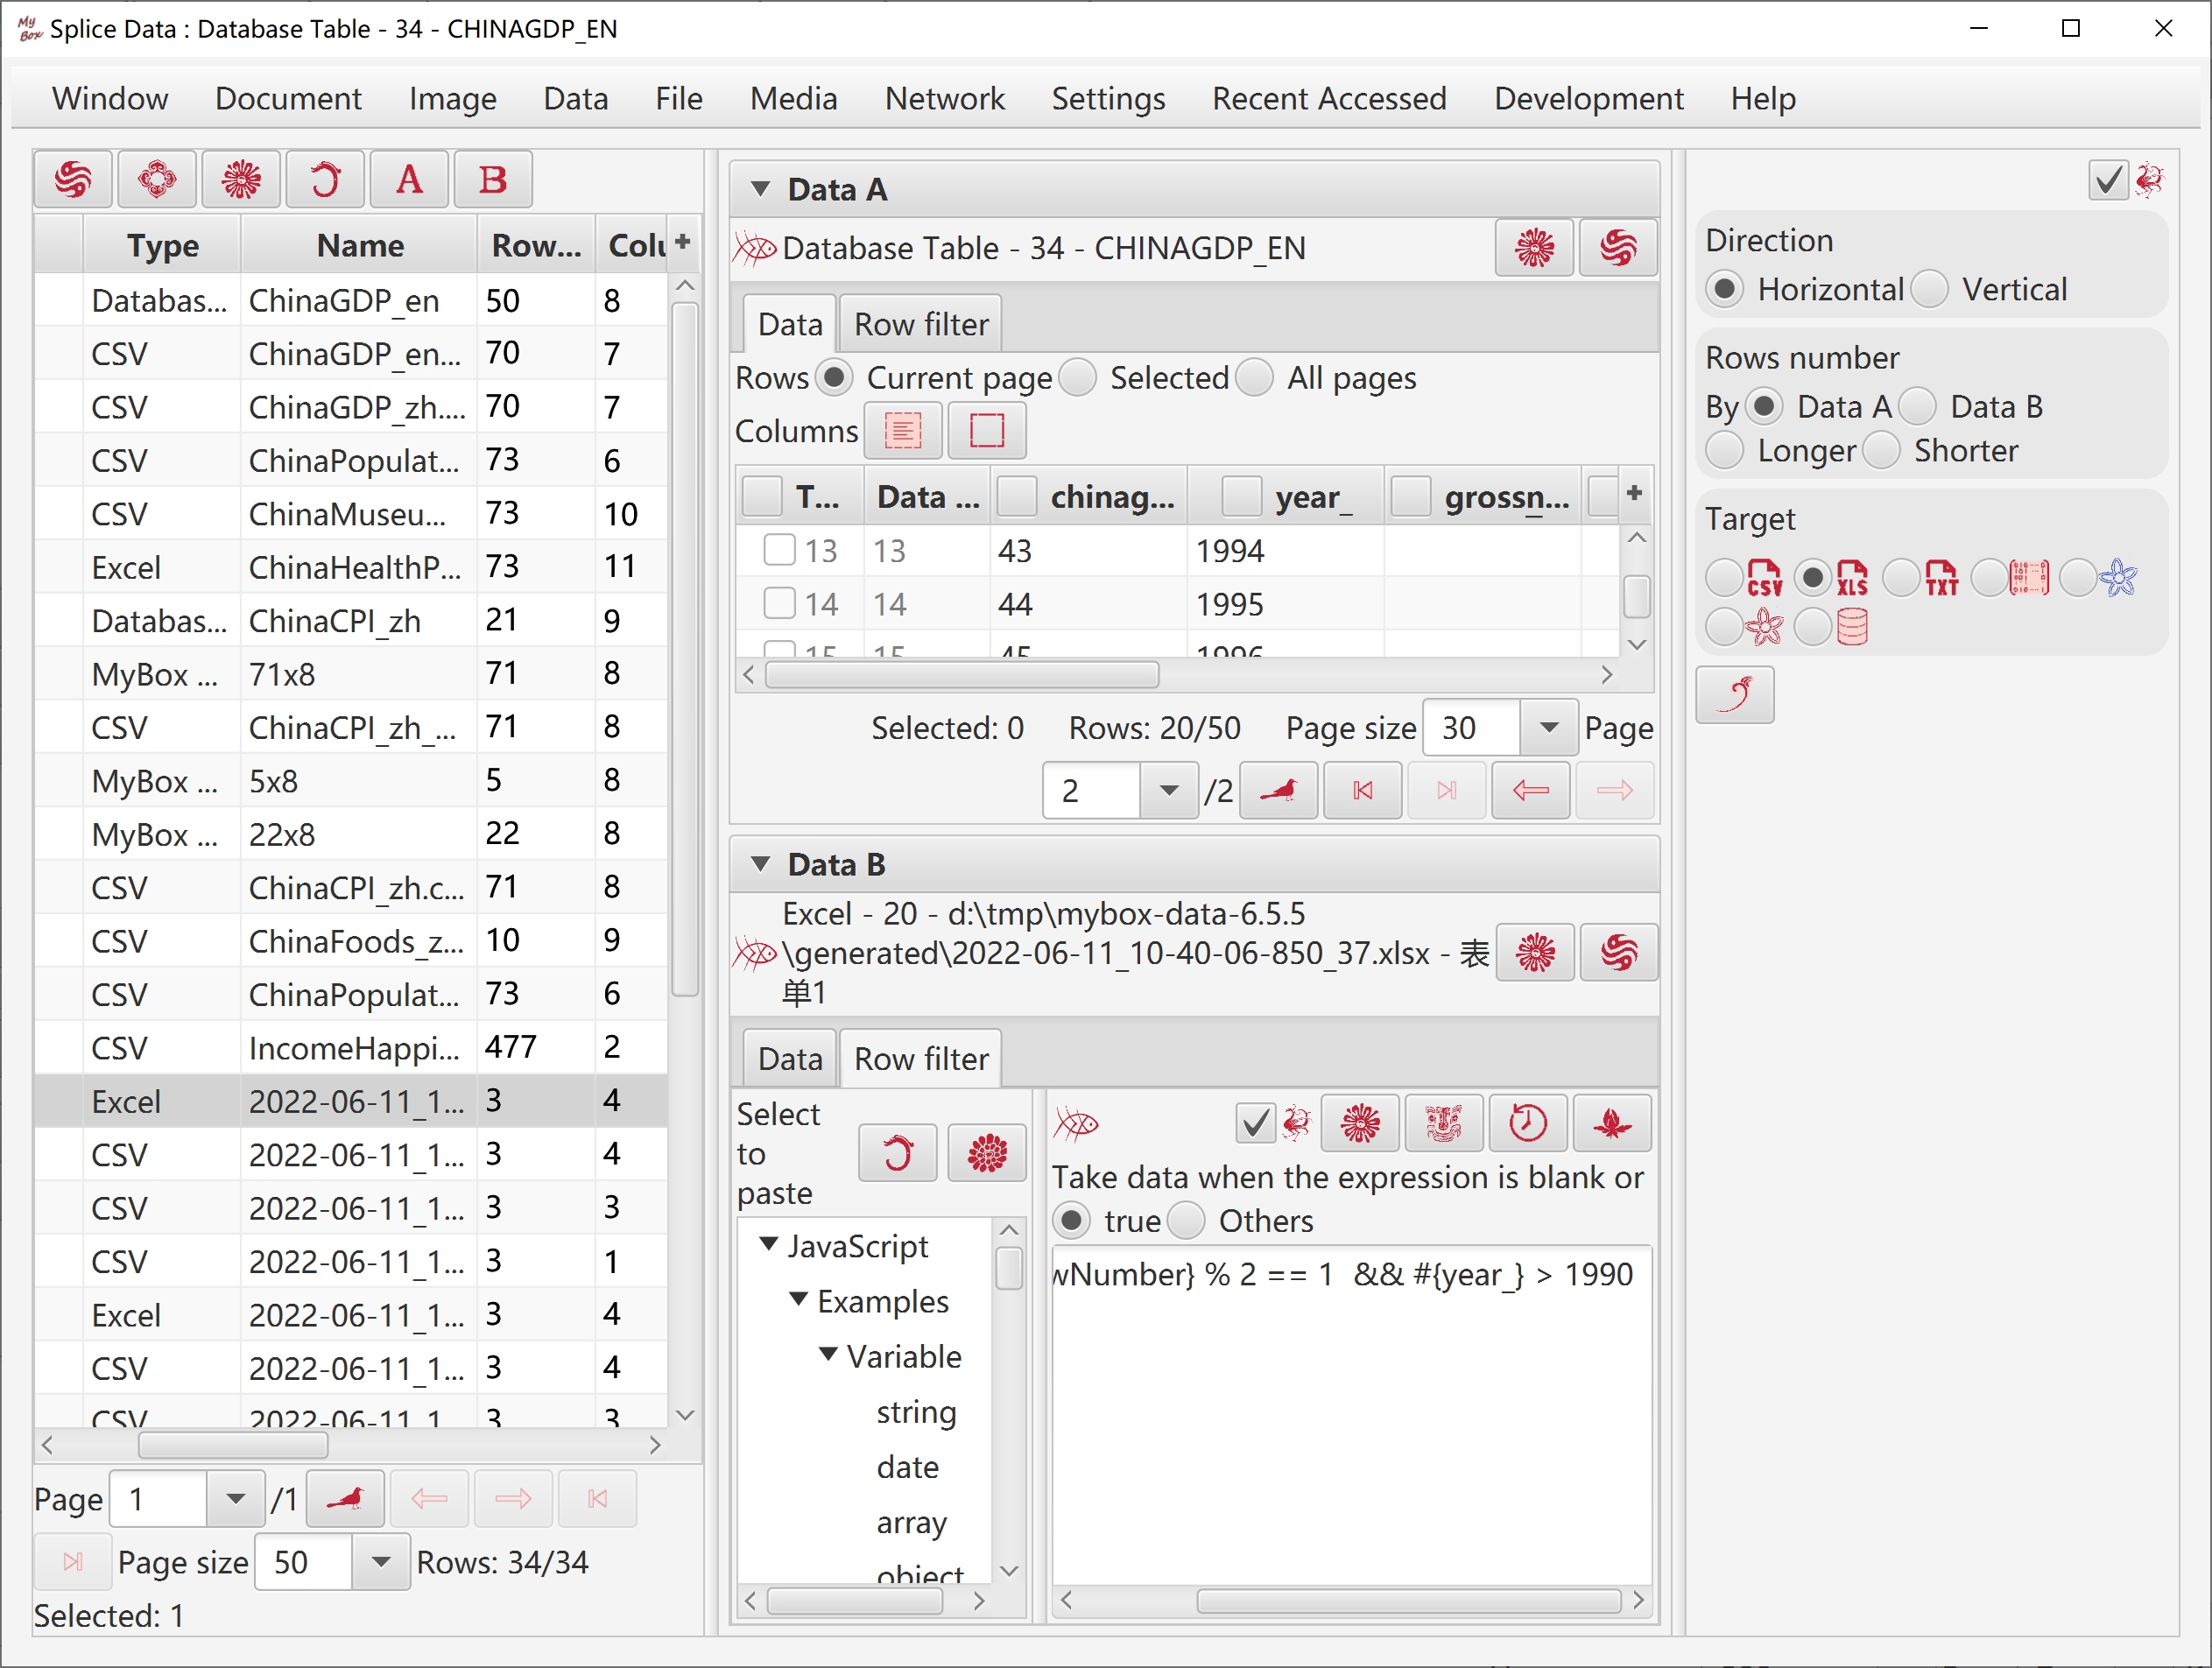 My Box Splice Data : Database Table - 34 - CHINAGDP_EN
Window Document Image Data File Media Network Settings Recent Accessed Development Help
A B
Type Name Row... Colu +
Databas... ChinaGDP_en 50 8
CSV ChinaGDP_en... 70 7
CSV ChinaGDP_zh.... 70 7
CSV ChinaPopulat... 73 6
CSV ChinaMuseu... 73 10
Excel ChinaHealthP... 73 11
Databas... ChinaCPI_zh 21 9
MyBox ... 71x8 71 8
CSV ChinaCPI_zh_... 71 8
MyBox ... 5x8 5 8
MyBox ... 22x8 22 8
CSV ChinaCPI_zh.c... 71 8
CSV ChinaFoods_z... 10 9
CSV ChinaPopulat... 73 6
CSV IncomeHappi... 477 2
Excel 2022-06-11_1... 3 4
CSV 2022-06-11_1... 3 4
CSV 2022-06-11_1... 3 3
CSV 2022-06-11_1... 3 1
Excel 2022-06-11_1... 3 4
CSV 2022-06-11_1... 3 4
CSV 2022-06-11_1 3 3
Page 1 /1
Page size 50 Rows: 34/34
Selected: 1
Data A
Database Table - 34 - CHINAGDP_EN
Data Row filter
Rows Current page Selected All pages
Columns
T... Data ... chinag... year_ grossn... +
13 13 43 1994
14 14 44 1995
15 15 45 1996
Selected: 0 Rows: 20/50 Page size 30 Page
2 /2
Data B
Excel - 20 - d:\tmp\mybox-data-6.5.5
\generated\2022-06-11_10-40-06-850_37.xlsx - 表
单1
Data Row filter
Select
to
paste
JavaScript
Examples
Variable
string
date
array
object
Take data when the expression is blank or
true Others
wNumber} % 2 == 1 && #{year_} > 1990
Direction
Horizontal Vertical
Rows number
By Data A Data B
Longer Shorter
Target
CSV XLS TXT